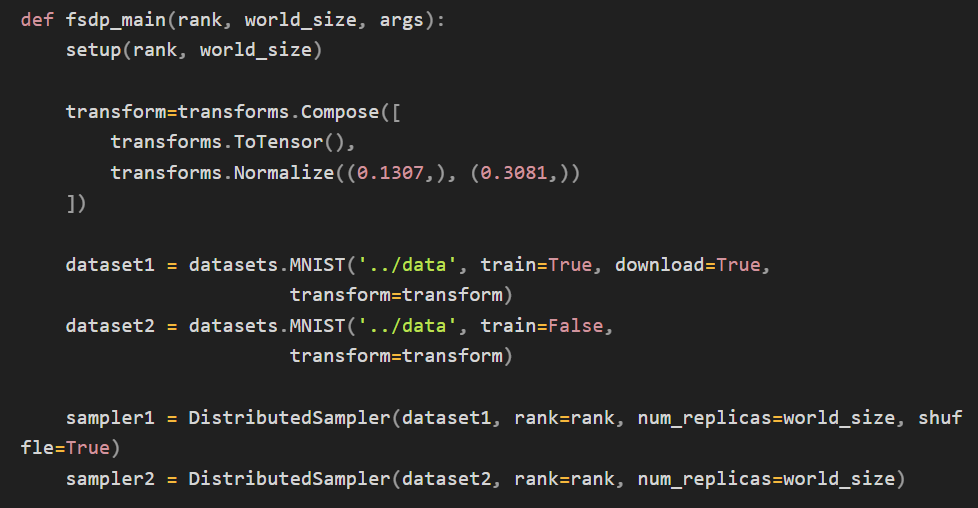 def fsdp_main(rank, world_size, args):
    setup(rank, world_size)

    transform=transforms.Compose([
        transforms.ToTensor(),
        transforms.Normalize((0.1307,), (0.3081,))
    ])

    dataset1 = datasets.MNIST('../data', train=True, download=True,
                        transform=transform)
    dataset2 = datasets.MNIST('../data', train=False,
                        transform=transform)

    sampler1 = DistributedSampler(dataset1, rank=rank, num_replicas=world_size, shuf
fle=True)
    sampler2 = DistributedSampler(dataset2, rank=rank, num_replicas=world_size)